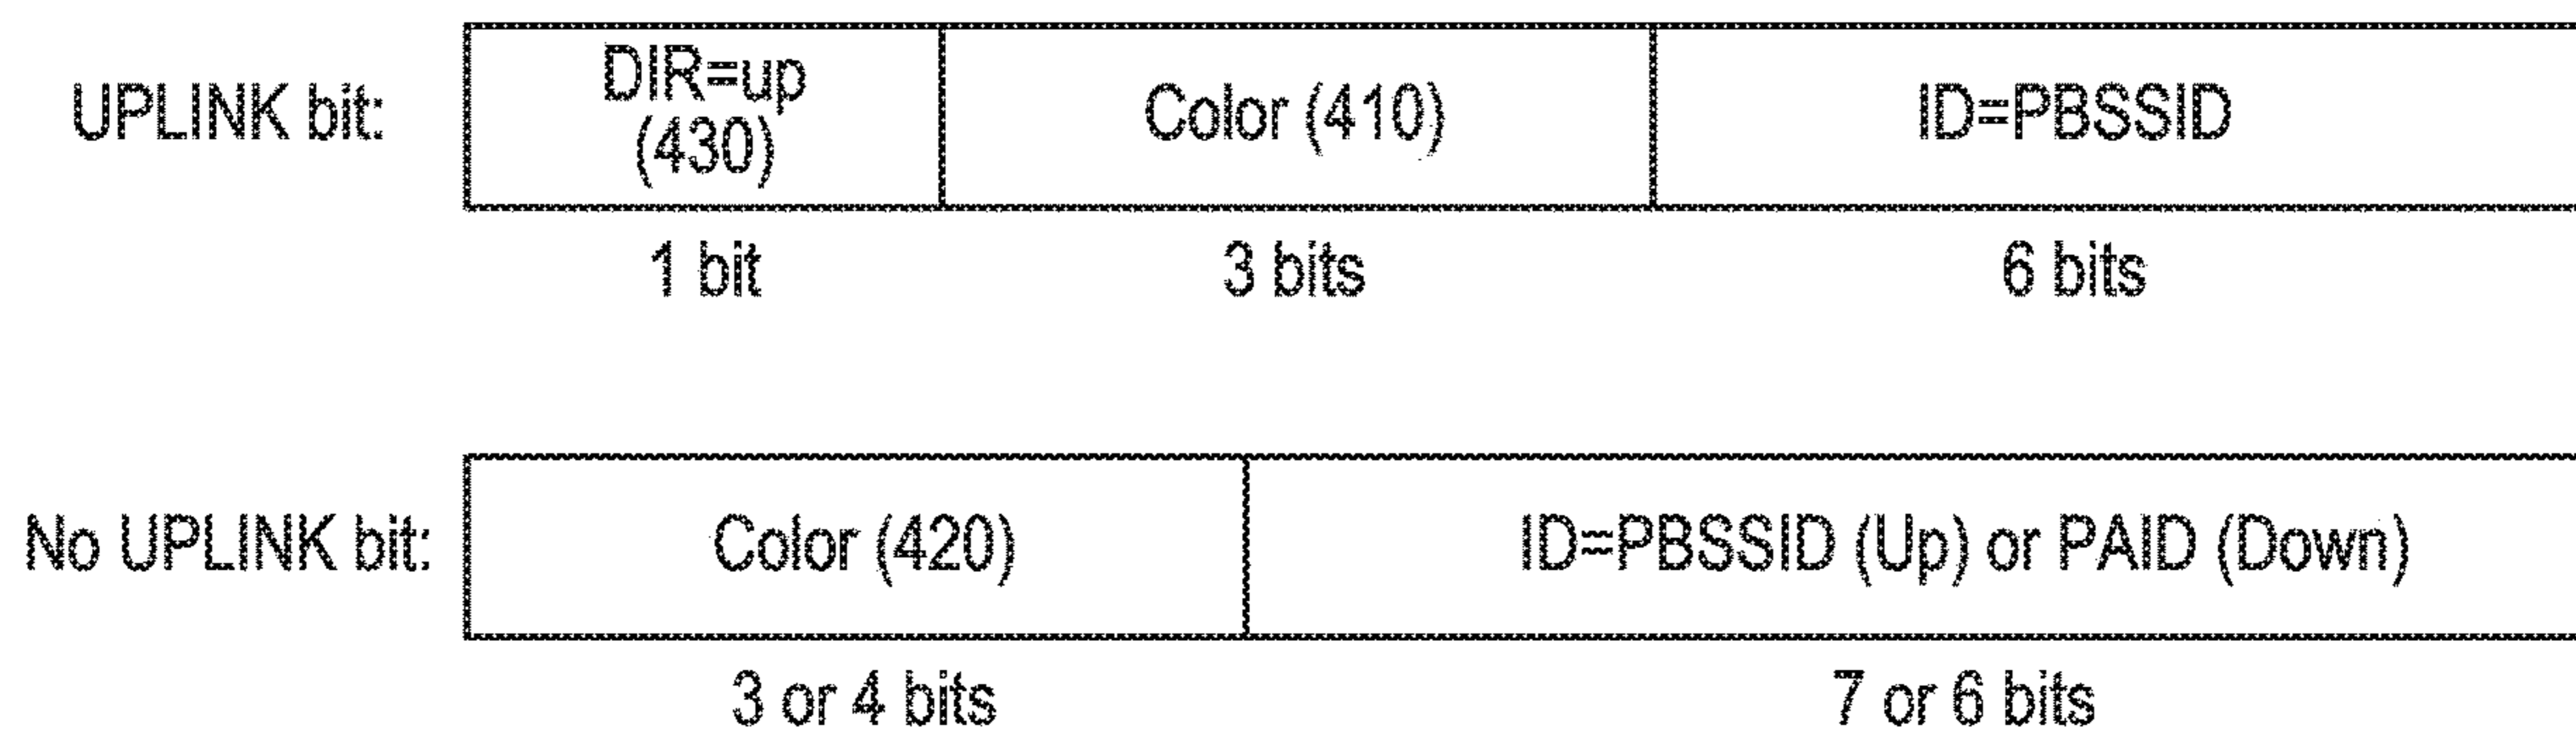 UPLINK bit:
DIR=up
(430)
Color (410)
ID=PBSSID
1 bit
3 bits
6 bits
No UPLINK bit:
Color (420)
ID=PBSSID (Up) or PAID (Down)
3 or 4 bits
7 or 6 bits